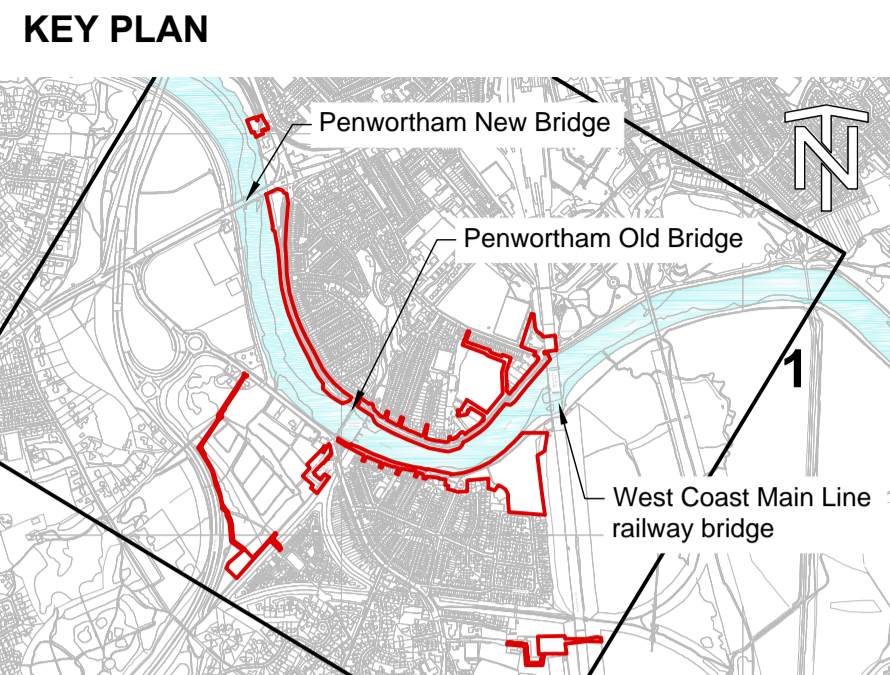 KEY PLAN
Penwortham New Bridge
N
Penwortham Old Bridge
1
West Coast Main Line
railway bridge